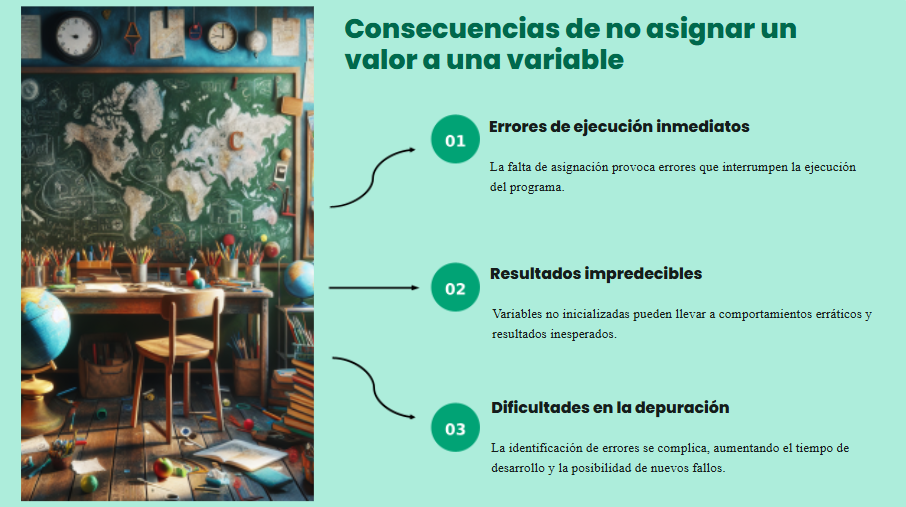 Consecuencias de no asignar un
valor a una variable
01
Errores de ejecución inmediatos
La falta de asignación provoca errores que interrumpen la ejecución
del programa.
02
Resultados impredecibles
Variables no inicializadas pueden llevar a comportamientos erráticos y
resultados inesperados.
03
Dificultades en la depuración
La identificación de errores se complica, aumentando el tiempo de
desarrollo y la posibilidad de nuevos fallos.
C